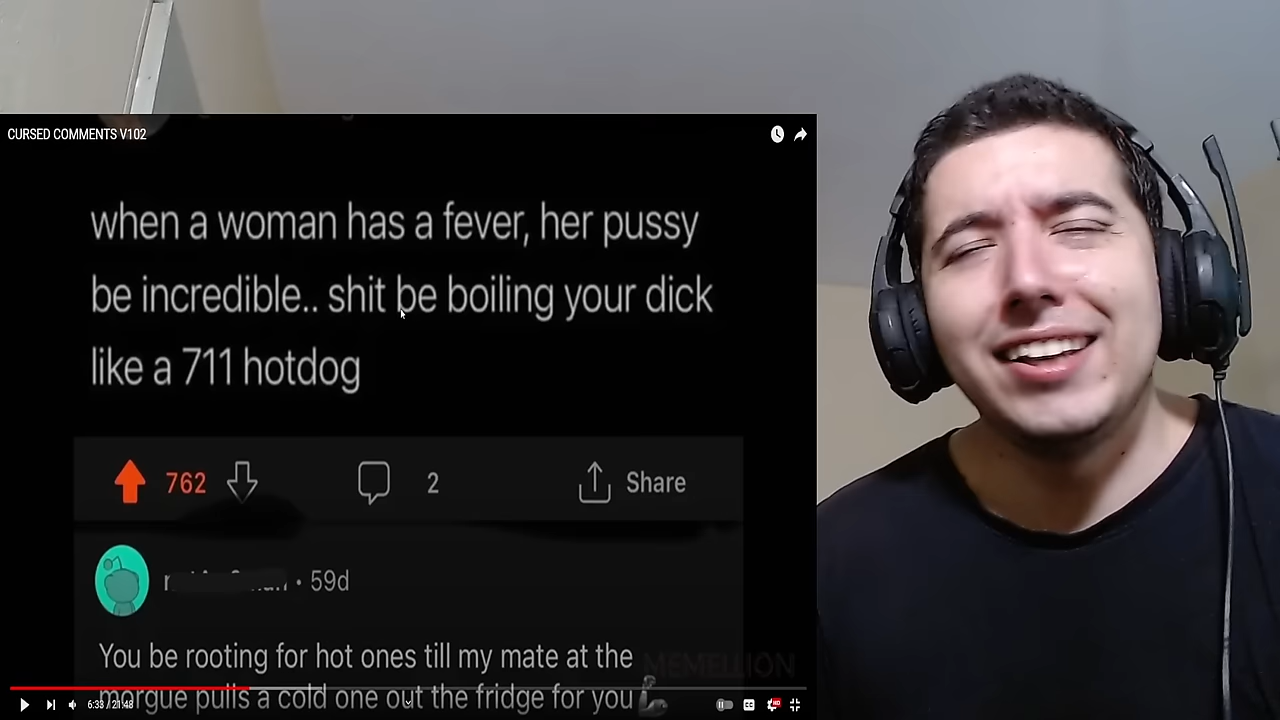 CURSED COMMENTS V102
when a woman has a fever, her pussy
be incredible.. shit be boiling your dick
like a 711 hotdog
762
2
Share
• 59d
You be rooting for hot ones till my mate at the
morgue pulls a cold one out the fridge for you
MEMELLION
6:33 / 21:48